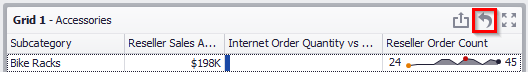 Grid 1 - Accessories
Subcategory Reseller Sales A... Internet Order Quantity vs ... Reseller Order Count
Bike Racks $198K 24 45